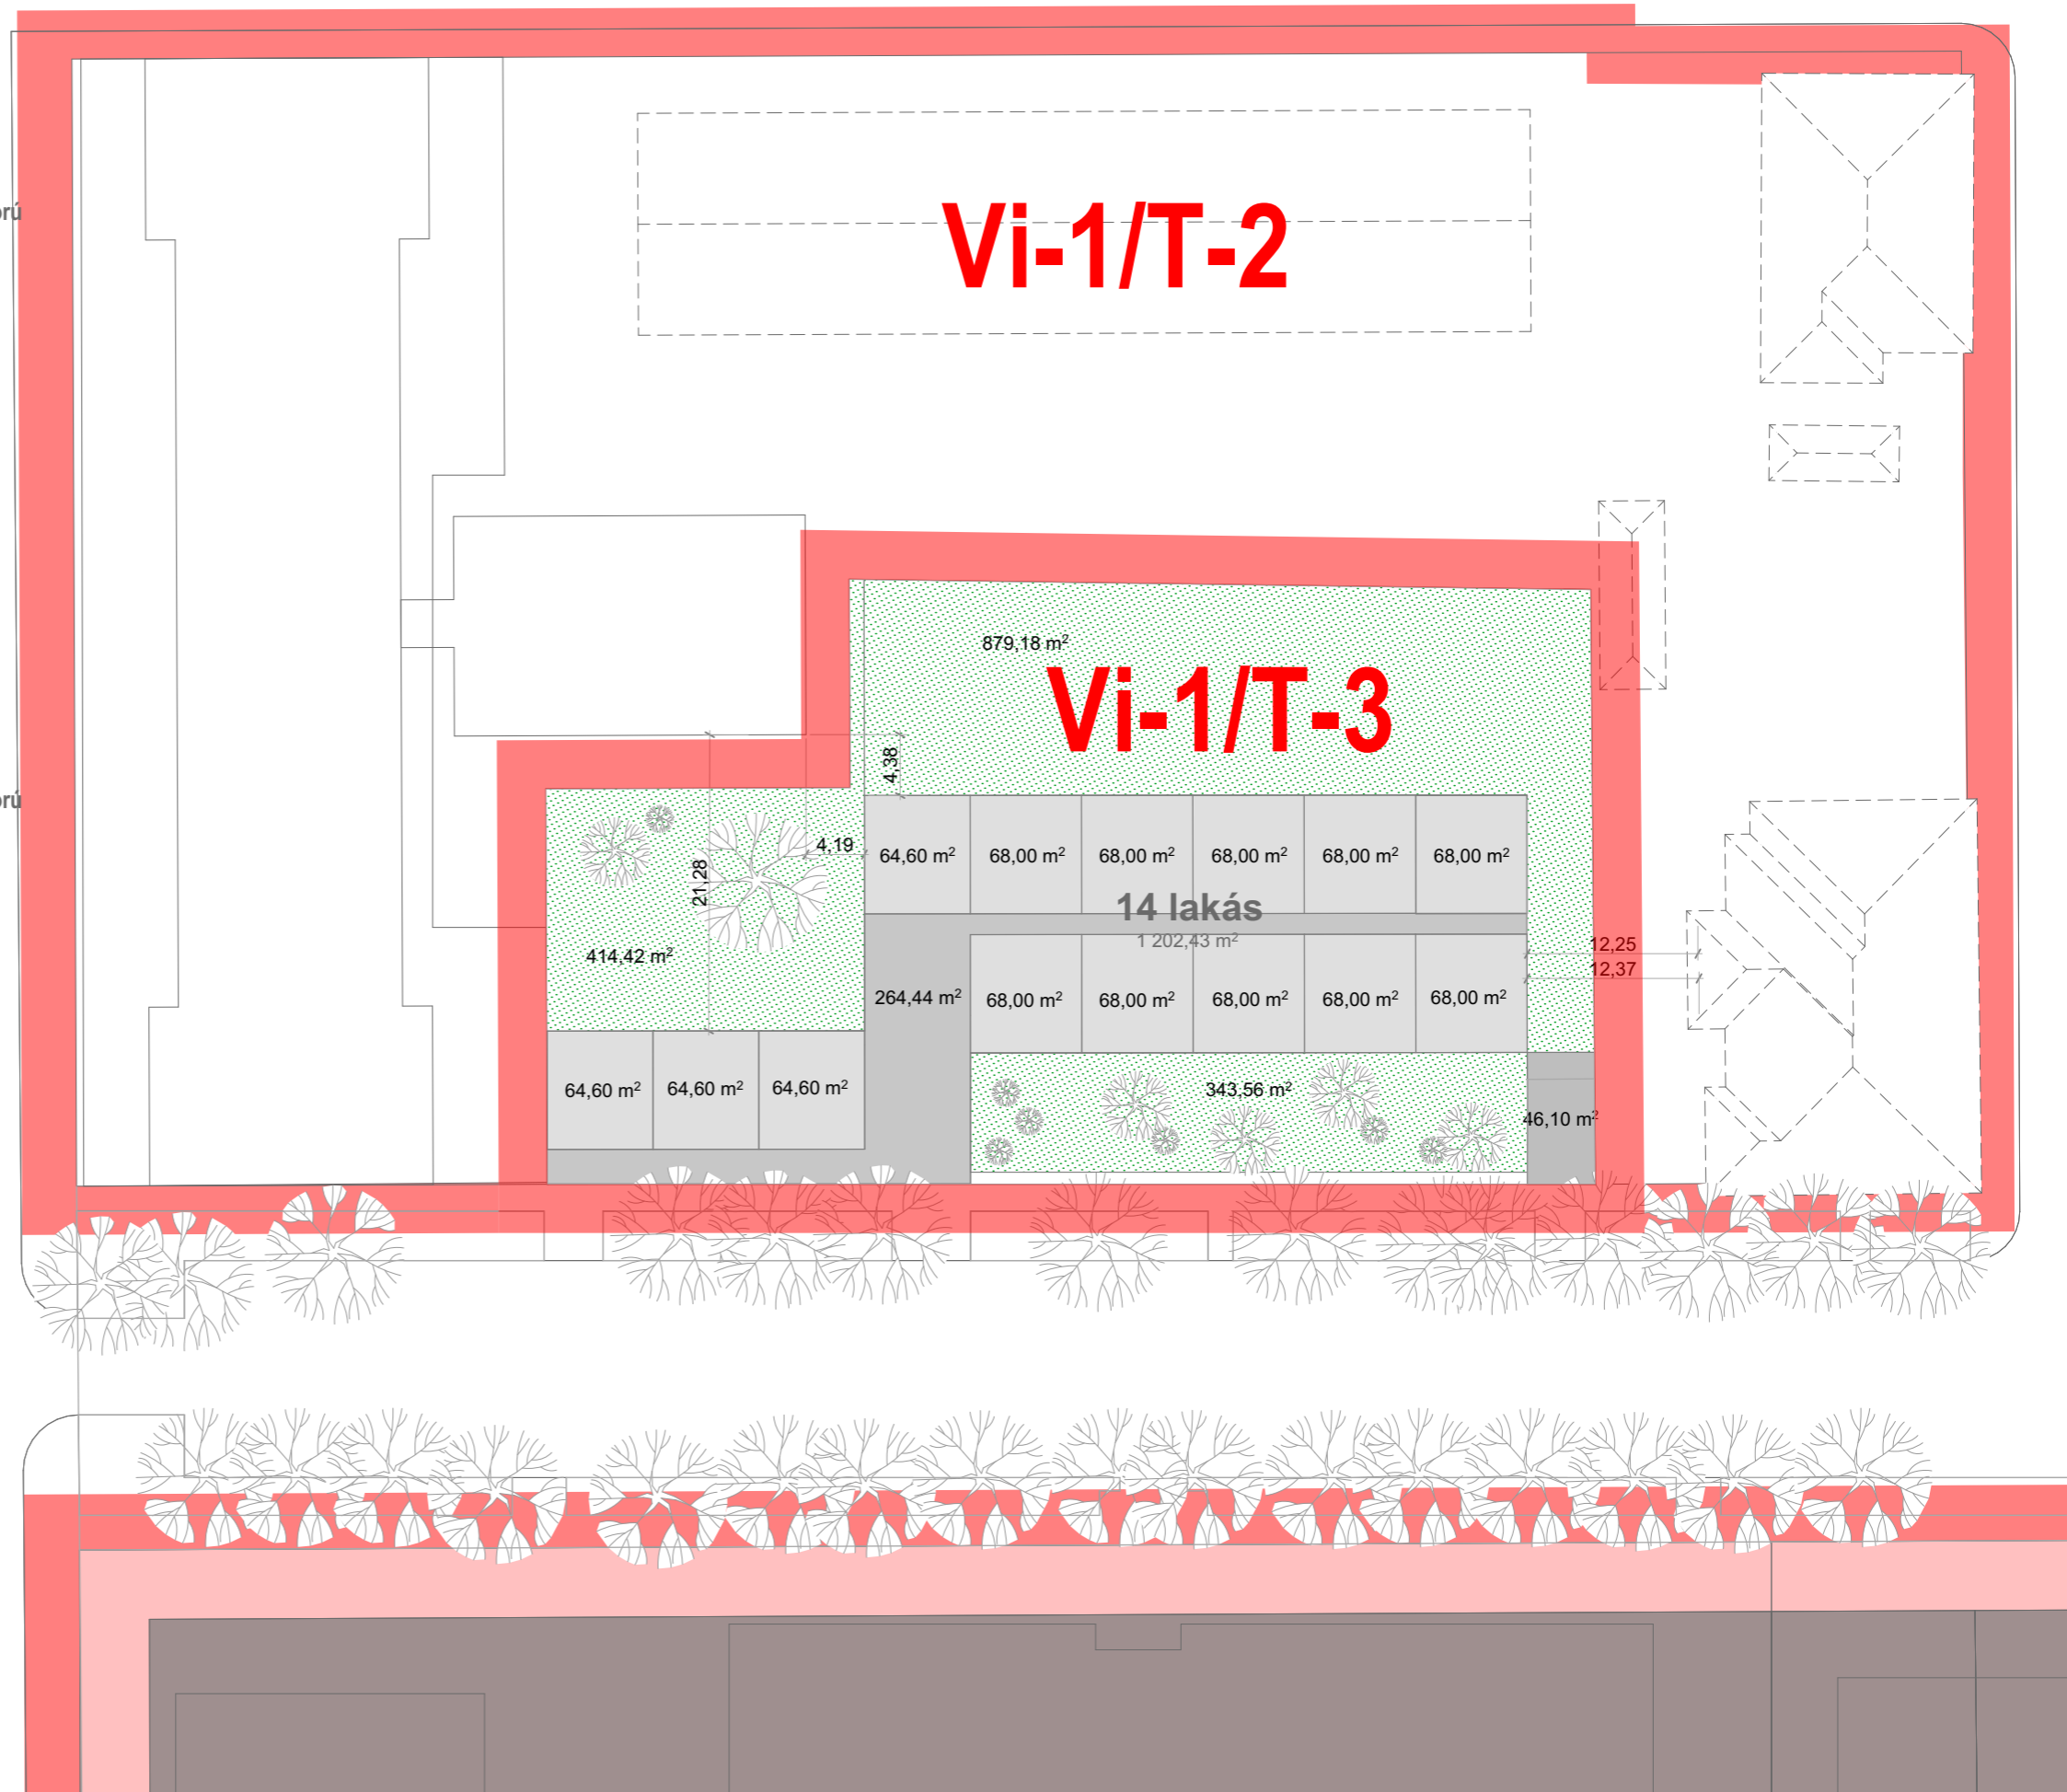 Vi-1/T-2
879,18 m²
Vi-1/T-3
4,38
4,19
21,28
64,60 m²
68,00 m²
68,00 m²
68,00 m²
68,00 m²
68,00 m²
14 lakás
1 202,43 m²
12,25
12,37
414,42 m²
264,44 m²
68,00 m²
68,00 m²
68,00 m²
68,00 m²
68,00 m²
64,60 m²
64,60 m²
64,60 m²
343,56 m²
46,10 m²